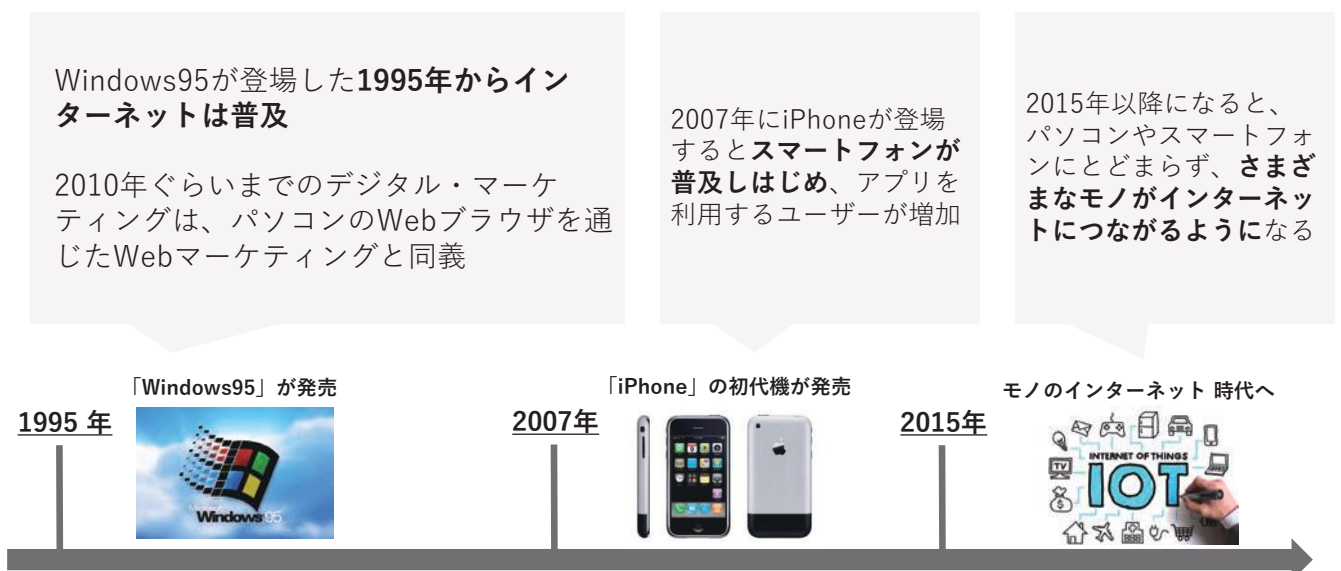 Windows95が登場した1995年からイン
ターネットは普及
2010年ぐらいまでのデジタル・マーケ
ティングは、パソコンのWebブラウザを通
じたWebマーケティングと同義
2007年にiPhoneが登場
するとスマートフォンが
普及しはじめ、アプリを
利用するユーザーが増加
2015年以降になると、
パソコンやスマートフォ
ンにとどまらず、さまざ
まなモノがインターネッ
トにつながるようになる
「Windows95」が発売
1995 年
Windows 95
「iPhone」の初代機が発売
2007年
モノのインターネット 時代へ
2015年
INTERNET OF THINGS
TV
IOT